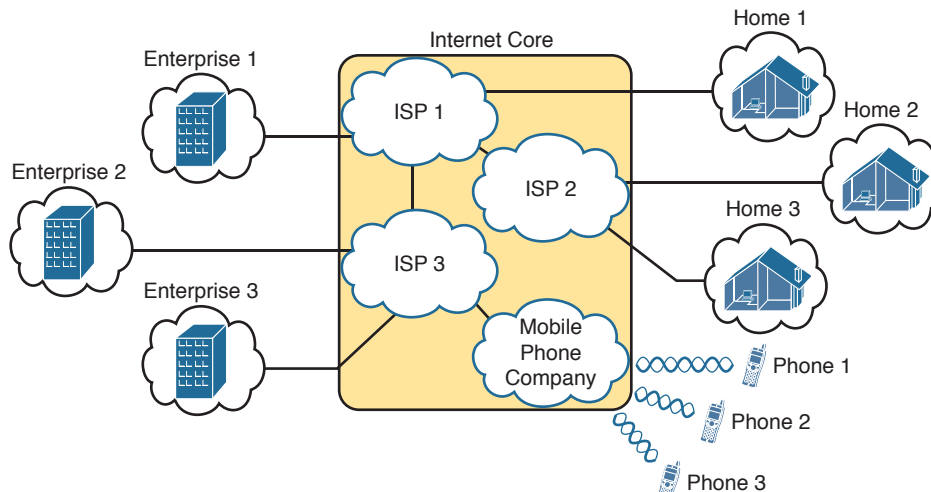 Home 1
Internet Core
Enterprise 1
ISP 1
Home 2
Enterprise 2
ISP 2
Home 3
ISP 3
Enterprise 3
Mobile
Phone
Company
Phone 1
Phone 2
Phone 3